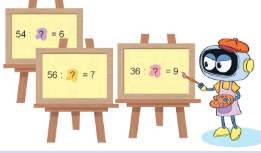 54 : ? = 6
56 : ? = 7
36 : ? = 9